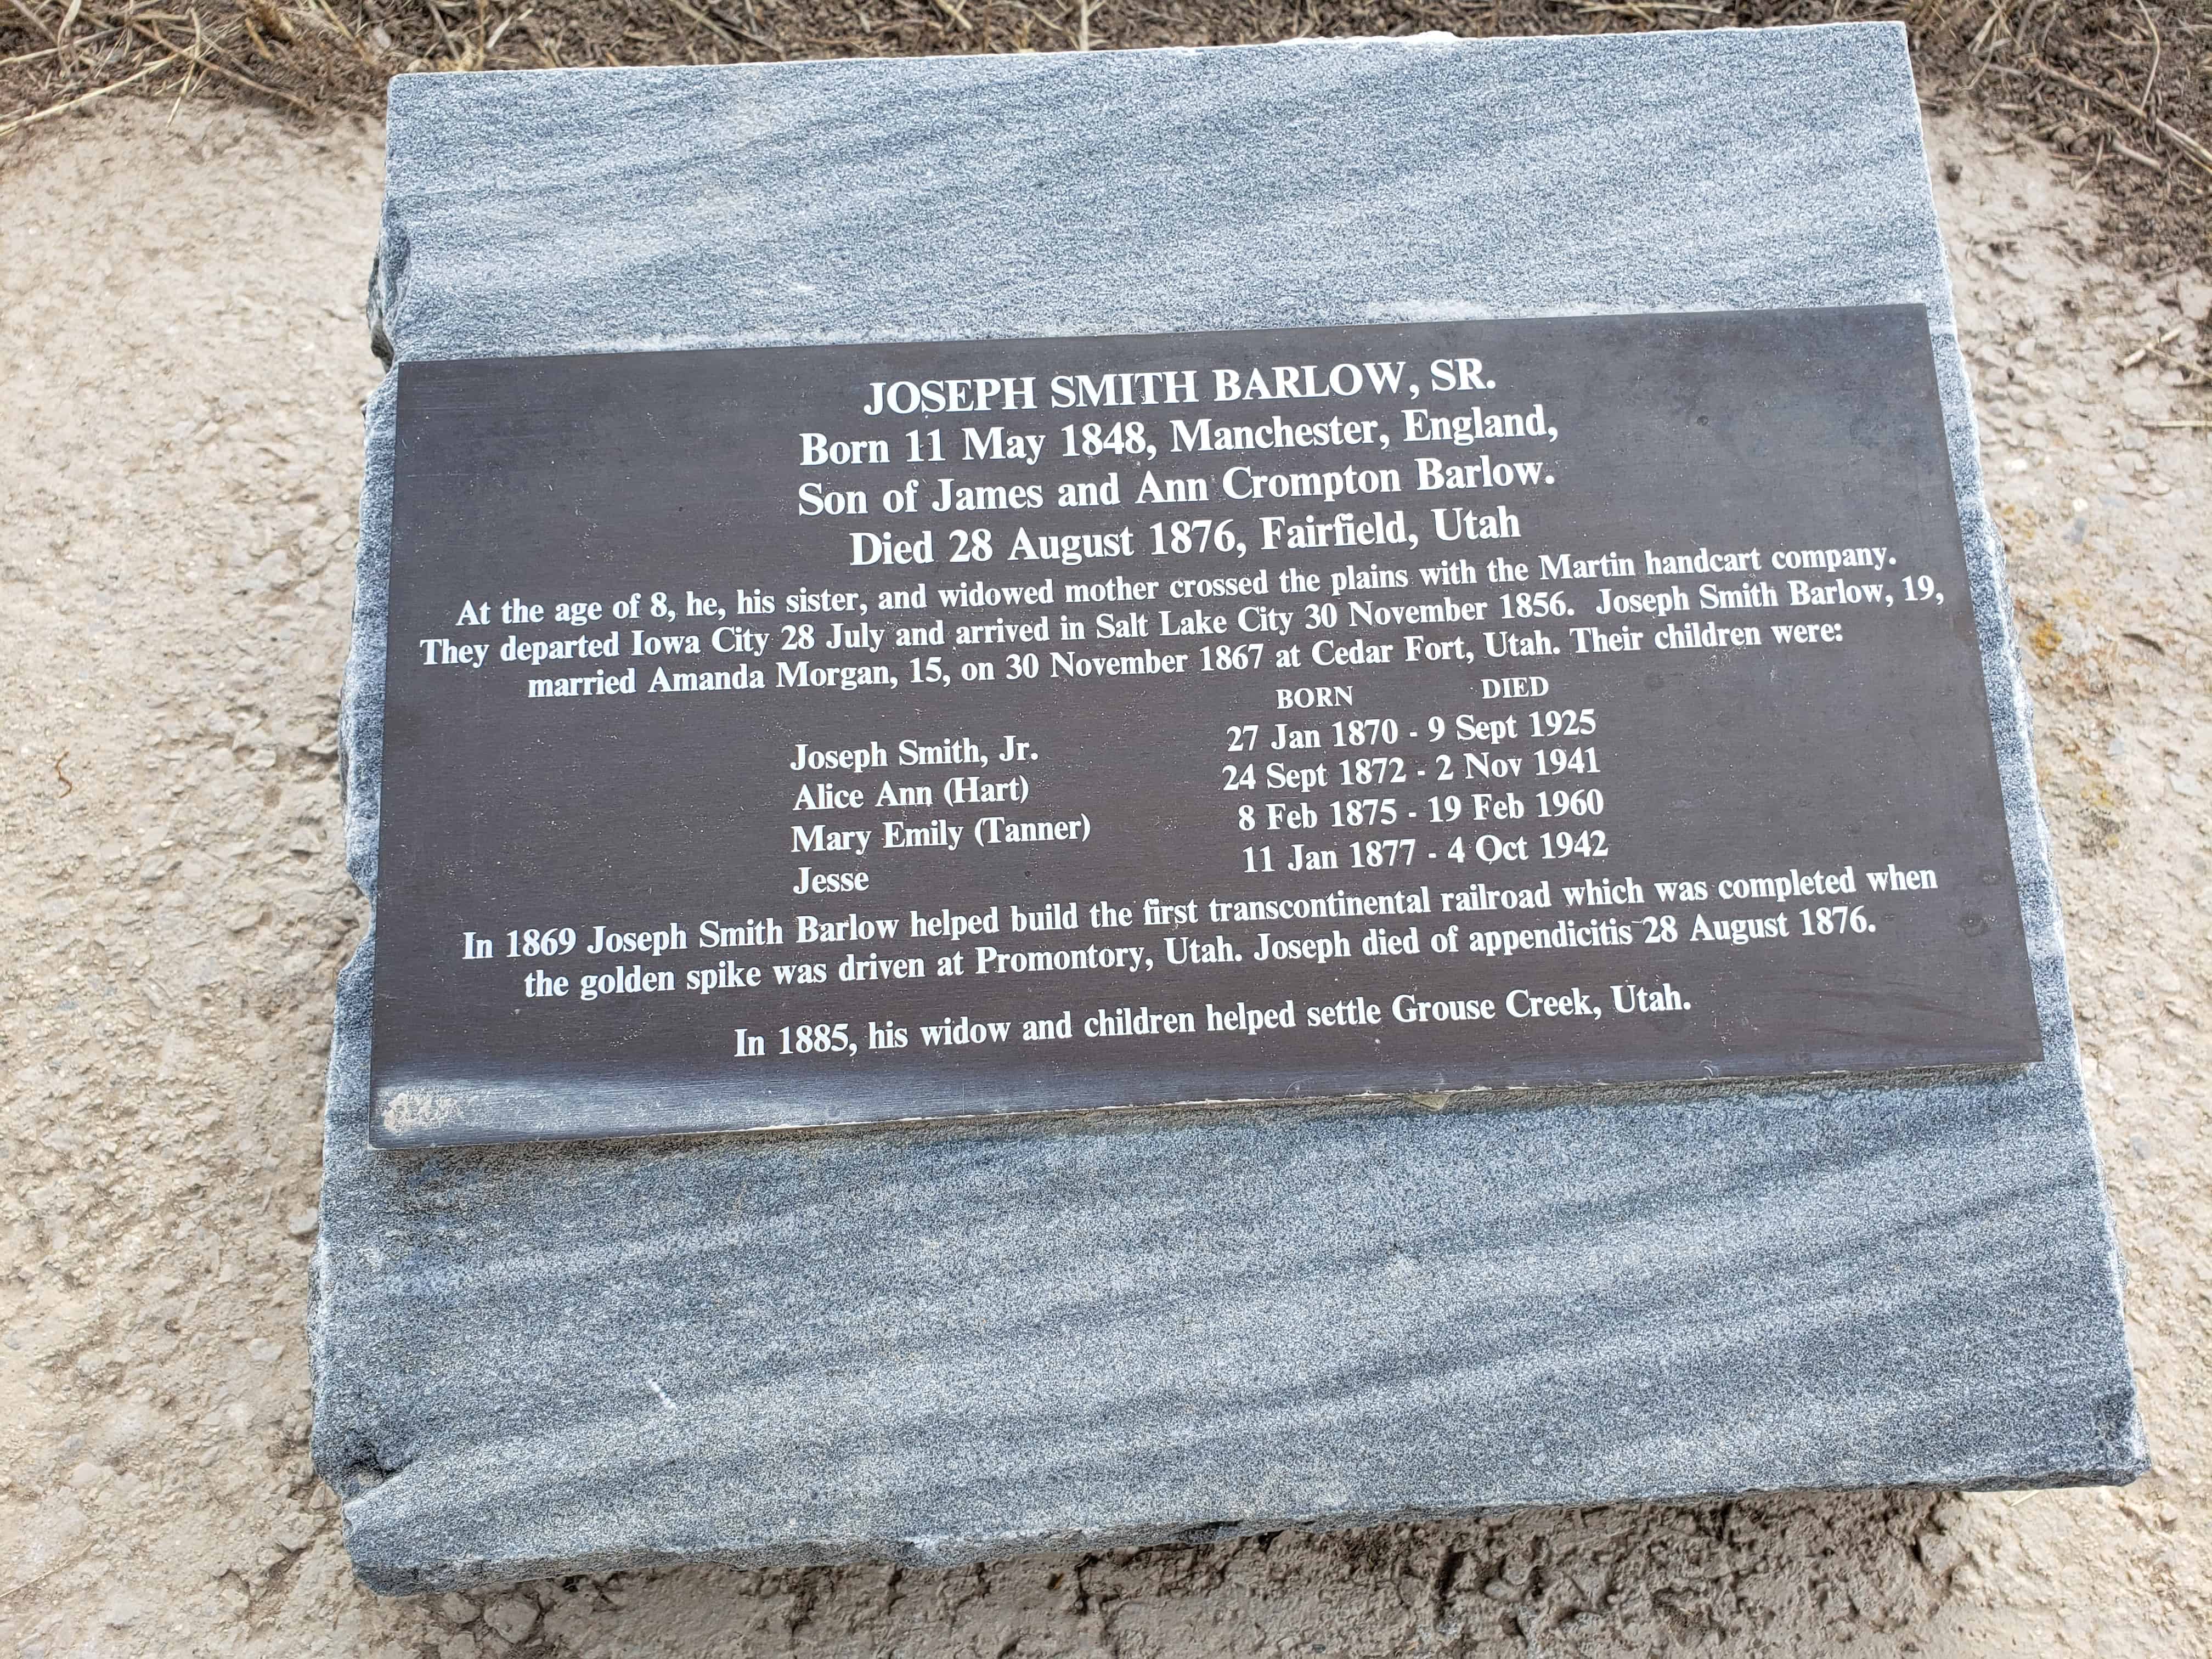 JOSEPH SMITH BARLOW, SR.
Born 11 May 1848, Manchester, England,
Son of James and Ann Crompton Barlow.
Died 28 August 1876, Fairfield, Utah
At the age of 8, he, his sister, and widowed mother crossed the plains with the Martin handcart company.
They departed Iowa City 28 July and arrived in Salt Lake City 30 November 1856. Joseph Smith Barlow, 19,
married Amanda Morgan, 15, on 30 November 1867 at Cedar Fort, Utah. Their children were:
BORN DIED
Joseph Smith, Jr. 27 Jan 1870 - 9 Sept 1925
Alice Ann (Hart) 24 Sept 1872 - 2 Nov 1941
Mary Emily (Tanner) 8 Feb 1875 - 19 Feb 1960
Jesse 11 Jan 1877 - 4 Oct 1942
In 1869 Joseph Smith Barlow helped build the first transcontinental railroad which was completed when
the golden spike was driven at Promontory, Utah. Joseph died of appendicitis 28 August 1876.
In 1885, his widow and children helped settle Grouse Creek, Utah.